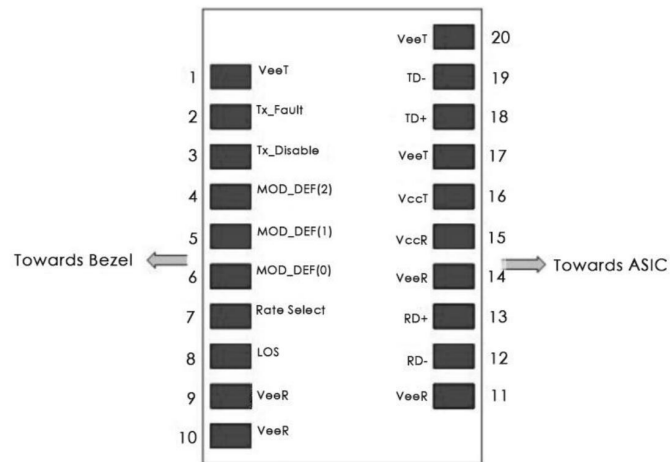 VeeT 20
1 VeeT TD- 19
2 Tx_Fault TD+ 18
3 Tx_Disable VeeT 17
4 MOD_DEF(2) VccT 16
5 MOD_DEF(1) VccR 15
Towards Bezel 6 MOD_DEF(0) VeeR 14 Towards ASIC
7 Rate Select RD+ 13
8 LOS RD- 12
9 VeeR VeeR 11
10 VeeR